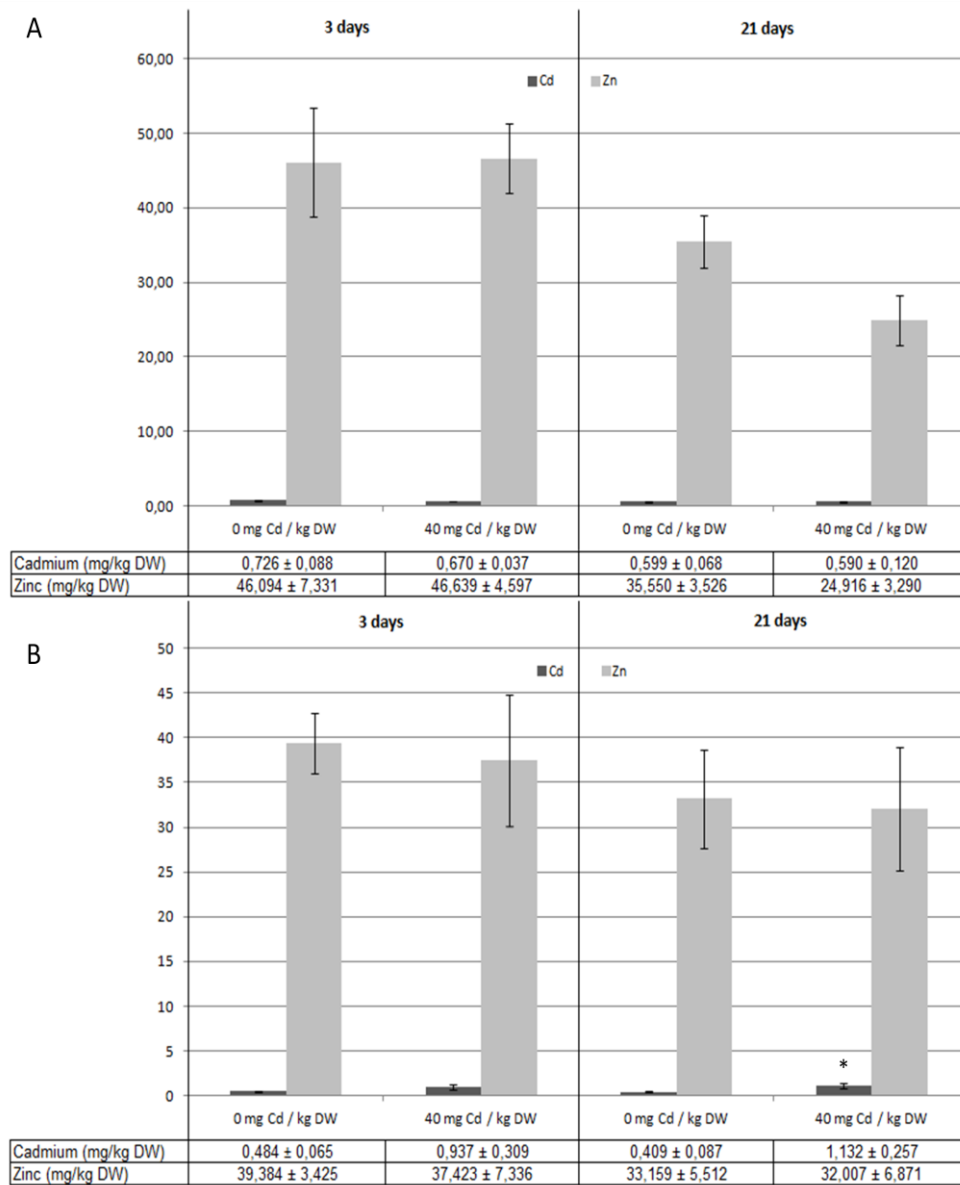 A
3 days 21 days
60,00
Cd Zn
50,00
40,00
30,00
20,00
10,00
0,00
0 mg Cd / kg DW 40 mg Cd / kg DW 0 mg Cd / kg DW 40 mg Cd / kg DW
Cadmium (mg/kg DW) 0,726 ± 0,088 0,670 ± 0,037 0,599 ± 0,068 0,590 ± 0,120
Zinc (mg/kg DW) 46,094 ± 7,331 46,639 ± 4,597 35,550 ± 3,526 24,916 ± 3,290
3 days 21 days
B
50
Cd Zn
45
40
35
30
25
20
15
10
5
*
0
0 mg Cd / kg DW 40 mg Cd / kg DW 0 mg Cd / kg DW 40 mg Cd / kg DW
Cadmium (mg/kg DW) 0,484 ± 0,065 0,937 ± 0,309 0,409 ± 0,087 1,132 ± 0,257
Zinc (mg/kg DW) 39,384 ± 3,425 37,423 ± 7,336 33,159 ± 5,512 32,007 ± 6,871